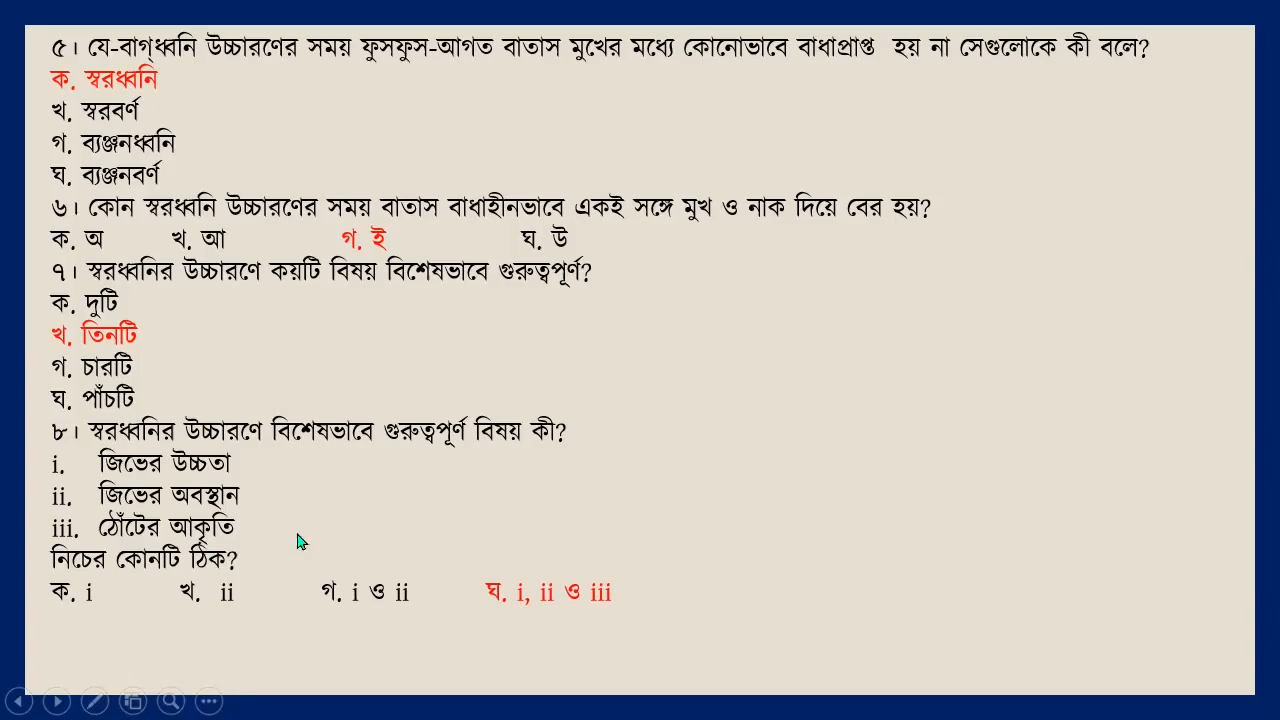 ৫। যে-বাগ্‌ধ্বনি উচ্চারণের সময় ফুসফুস-আগত বাতাস মুখের মধ্যে কোনোভাবে বাধাপ্রাপ্ত হয় না সেগুলোকে কী বলে?
ক. স্বরধ্বনি
খ. স্বরবর্ণ
গ. ব্যঞ্জনধ্বনি
ঘ. ব্যঞ্জনবর্ণ
৬। কোন স্বরধ্বনি উচ্চারণের সময় বাতাস বাধাহীনভাবে একই সঙ্গে মুখ ও নাক দিয়ে বের হয়?
ক. অ খ. আ গ. ই ঘ. উ
৭। স্বরধ্বনির উচ্চারণে কয়টি বিষয় বিশেষভাবে গুরুত্বপূর্ণ?
ক. দুটি
খ. তিনটি
গ. চারটি
ঘ. পাঁচটি
৮। স্বরধ্বনির উচ্চারণে বিশেষভাবে গুরুত্বপূর্ণ বিষয় কী?
i. জিভের উচ্চতা
ii. জিভের অবস্থান
iii. ঠোঁটের আকৃতি
নিচের কোনটি ঠিক?
ক. i খ. ii গ. i ও ii ঘ. i, ii ও iii